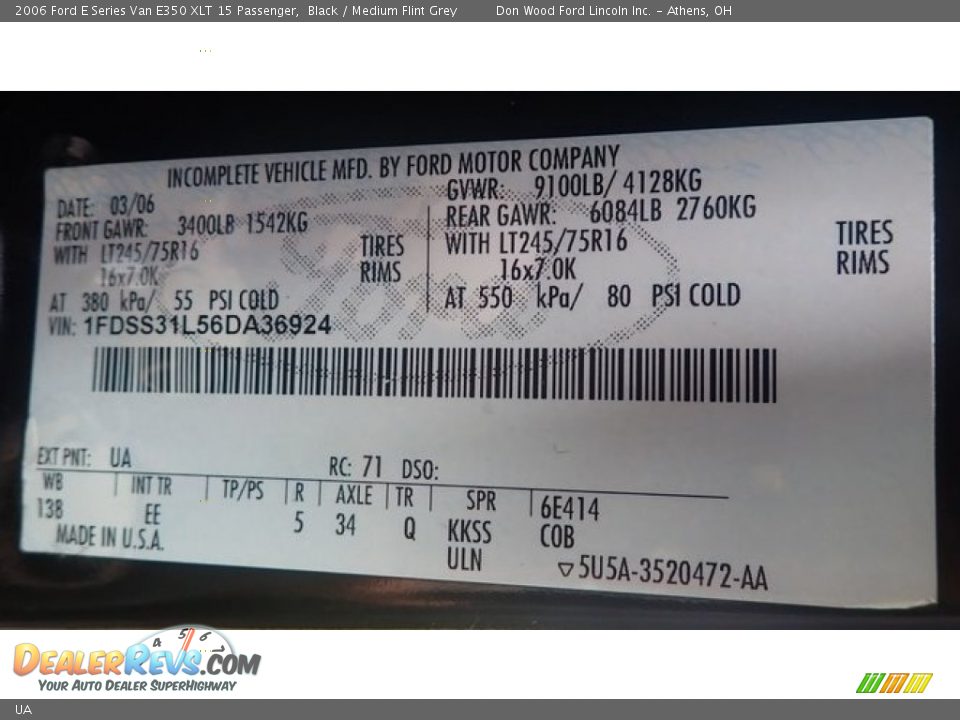 2006 Ford E Series Van E350 XLT 15 Passenger,  Black / Medium Flint Grey    Don Wood Ford Lincoln Inc. - Athens, OH
INCOMPLETE VEHICLE MFD. BY FORD MOTOR COMPANY
DATE: 03/06    GVWR: 9100LB/ 4128KG
FRONT GAWR: 3400LB 1542KG    REAR GAWR: 6084LB 2760KG
WITH LT245/75R16 TIRES    WITH LT245/75R16 TIRES
16x7.0K RIMS    16x7.0K RIMS
AT 380 kPa/ 55 PSI COLD    AT 550 kPa/ 80 PSI COLD
VIN: 1FDSS31L56DA36924
Ford
EXT PNT: UA    RC: 71 DSO:
WB | INT TR | TP/PS | R | AXLE | TR | SPR | 6E414
138 EE 5 34 Q KKSS COB
MADE IN U.S.A. ULN
▽5U5A-3520472-AA
4 5 6 7
DEALERREVS.COM
YOUR AUTO DEALER SUPERHIGHWAY
UA